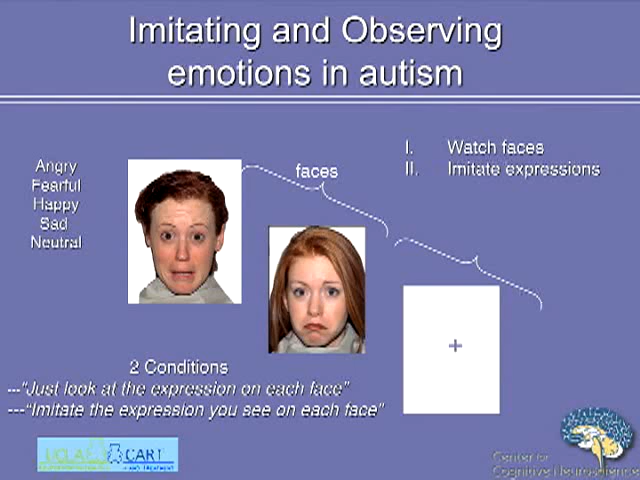 Imitating and Observing
emotions in autism
I. Watch faces
II. Imitate expressions
Angry
Fearful
Happy
Sad
Neutral
faces
2 Conditions
---"Just look at the expression on each face"
---"Imitate the expression you see on each face"
UCLA CART
Center for
Cognitive Neuroscience